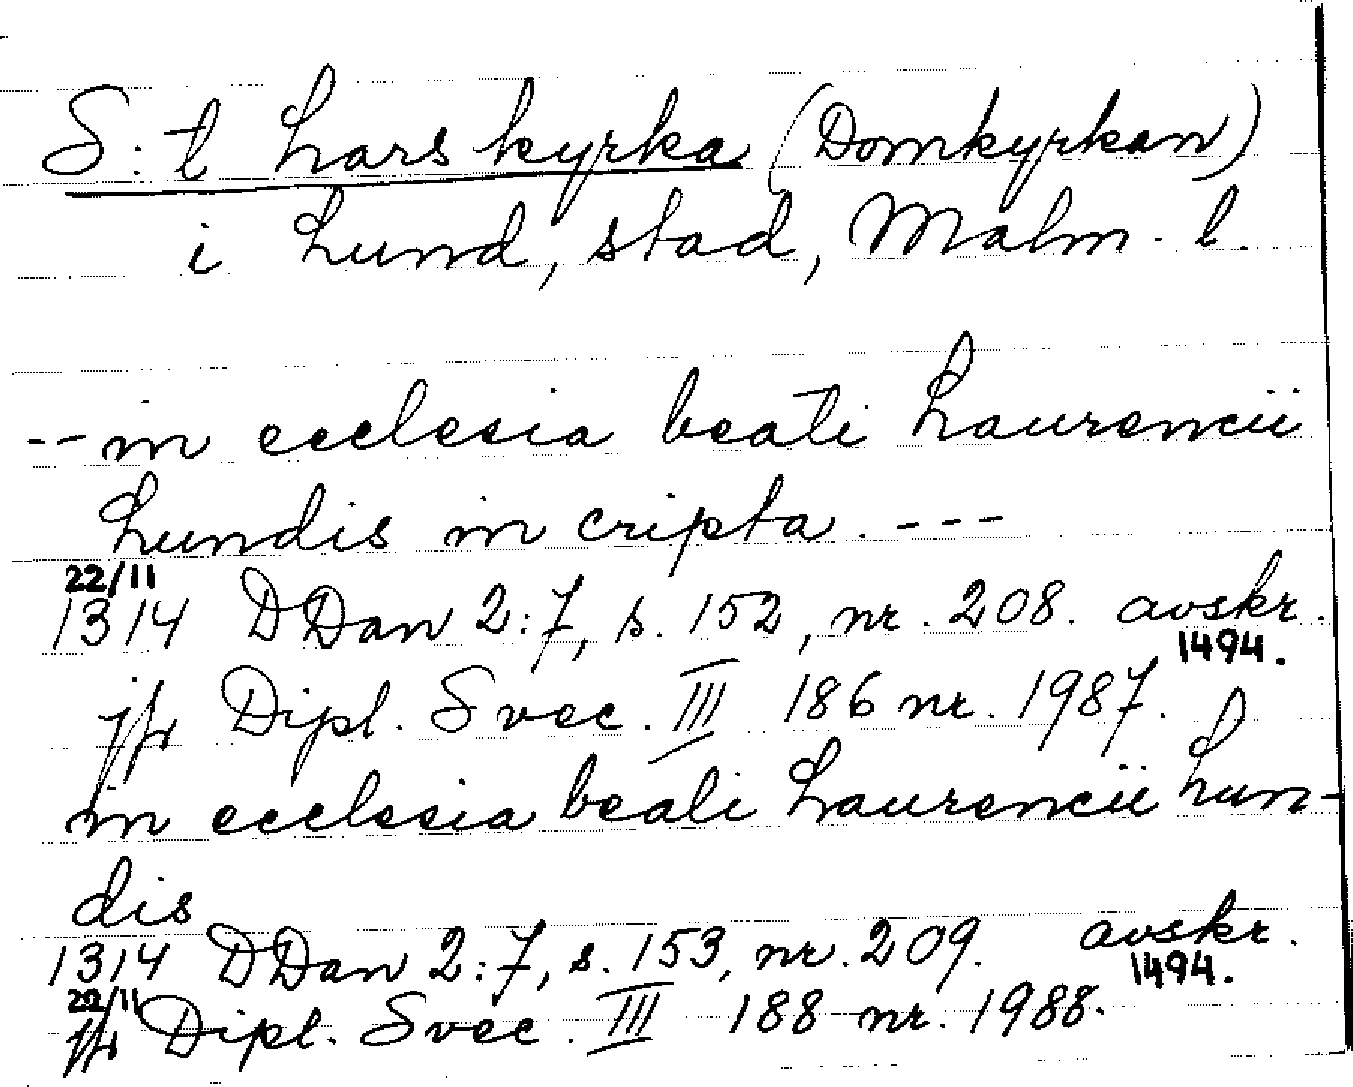 S:t Lars kyrka (Domkyrkan)
i Lund, stad, Malm. l.
-- in ecclesia beati Laurencii
Lundis in cripta. ---
22/11
1314 DDan 2:7, s. 152, nr. 208. avskr.
1494.
jfr Dipl. Svec. III 186 nr. 1987.
in ecclesia beati Laurencii Lun-
dis
1314 DDan 2:7, s. 153, nr. 209. avskr.
22/11 1494.
jfr Dipl. Svec. III 188 nr. 1988.